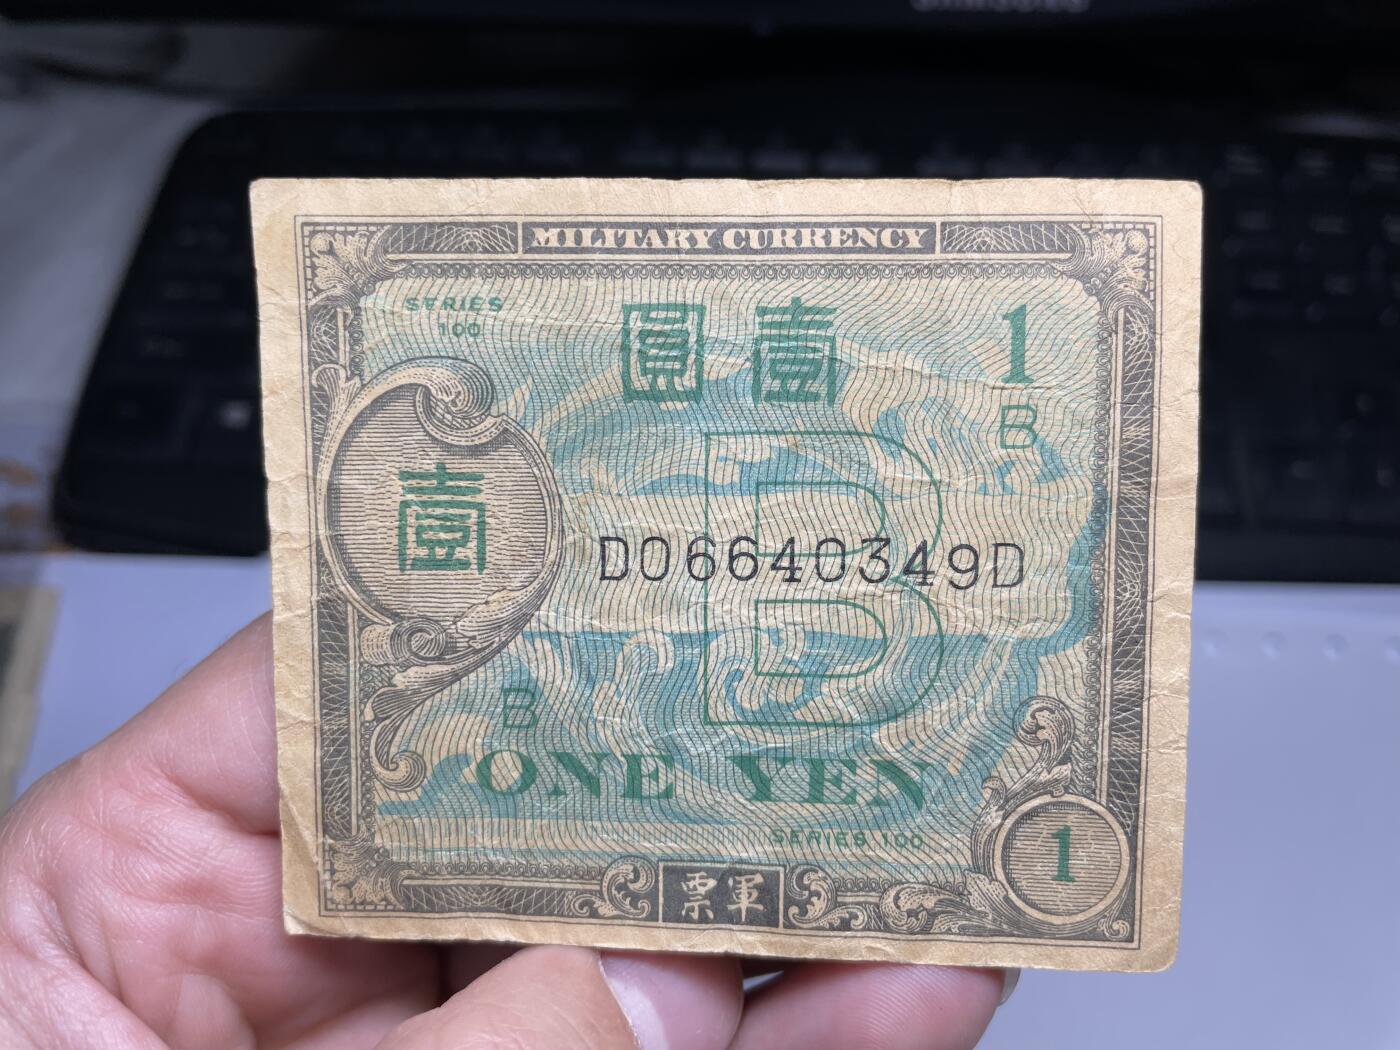 MILITARY CURRENCY
SERIES
100
圓壹
1
B
壹
B
D06640349D
B
ONE YEN
SERIES 100
1
票軍